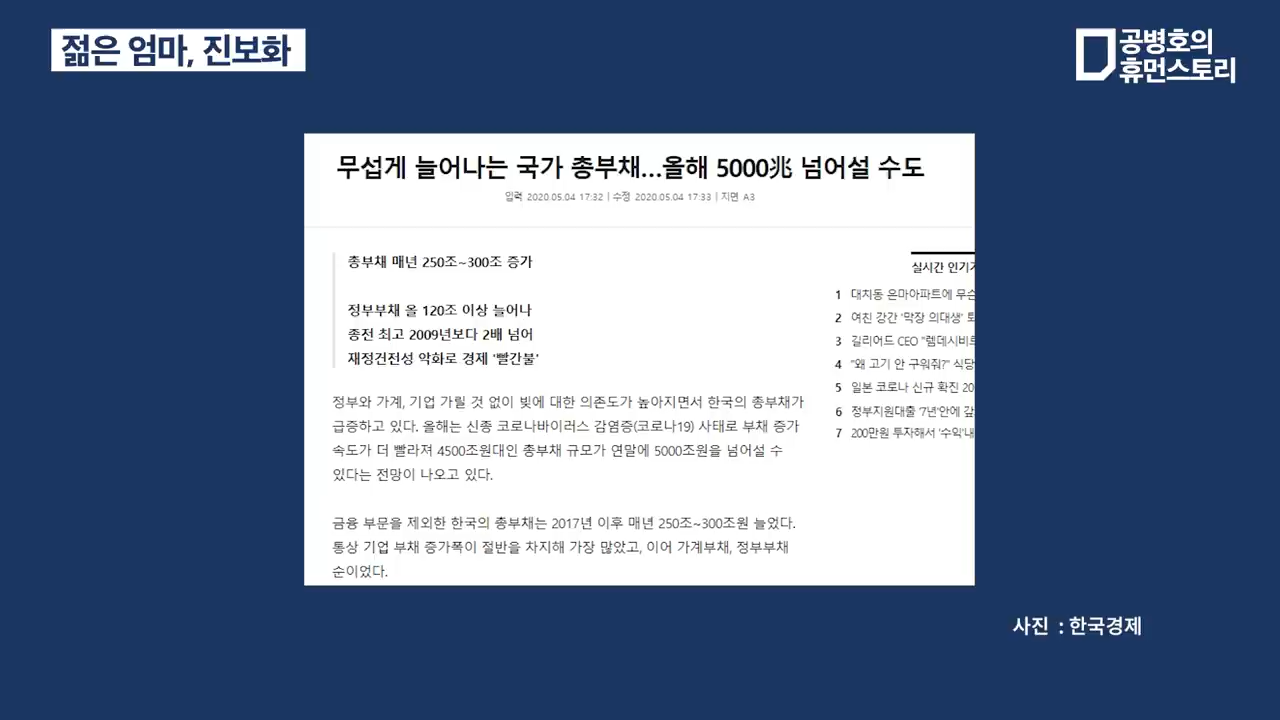 젊은 엄마, 진보화
공병호의
휴먼스토리
무섭게 늘어나는 국가 총부채...올해 5000兆 넘어설 수도
입력 2020.05.04 17:32 | 수정 2020.05.04 17:33 | 지면 A3
총부채 매년 250조~300조 증가
정부부채 올 120조 이상 늘어나
종전 최고 2009년보다 2배 넘어
재정건전성 악화로 경제 '빨간불'
정부와 가계, 기업 가릴 것 없이 빚에 대한 의존도가 높아지면서 한국의 총부채가
급증하고 있다. 올해는 신종 코로나바이러스 감염증(코로나19) 사태로 부채 증가
속도가 더 빨라져 4500조원대인 총부채 규모가 연말에 5000조원을 넘어설 수
있다는 전망이 나오고 있다.
금융 부문을 제외한 한국의 총부채는 2017년 이후 매년 250조~300조원 늘었다.
통상 기업 부채 증가폭이 절반을 차지해 가장 많았고, 이어 가계부채, 정부부채
순이었다.
실시간 인기
1 대치동 은마아파트에 무슨
2 여친 강간 '막장 의대생'
3 길리어드 CEO "렘데시비르
4 "왜 고기 안 구워줘?" 식당
5 일본 코로나 신규 확진 20
6 정부지원대출 '7년'안에 갚
7 200만원 투자해서 '수익'내
사진 : 한국경제